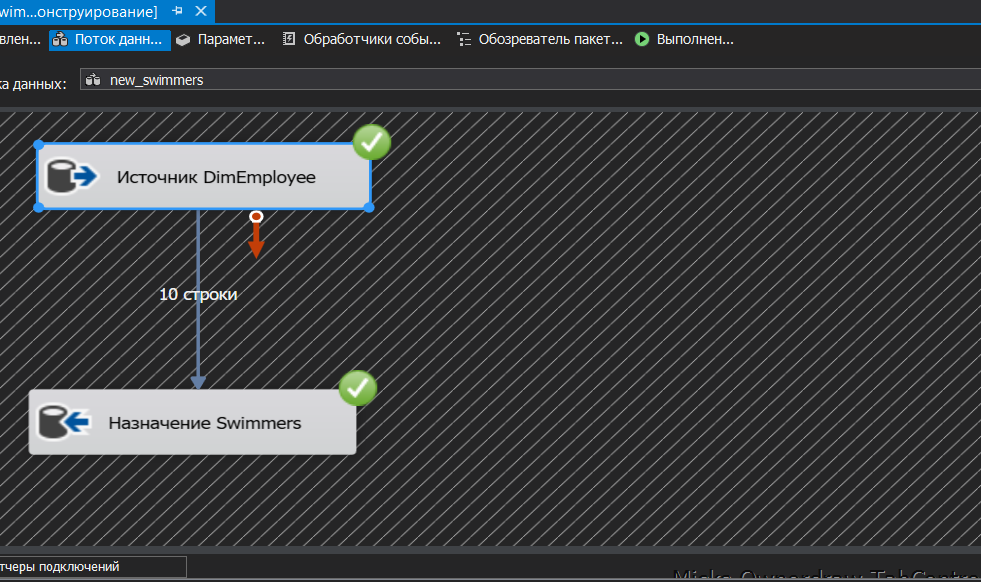 wim...онструирование]
влен... Поток данн... Парамет... Обработчики собы... Обозреватель пакет... Выполнен...
ка данных: new_swimmers
Источник DimEmployee
10 строки
Назначение Swimmers
тчеры подключений